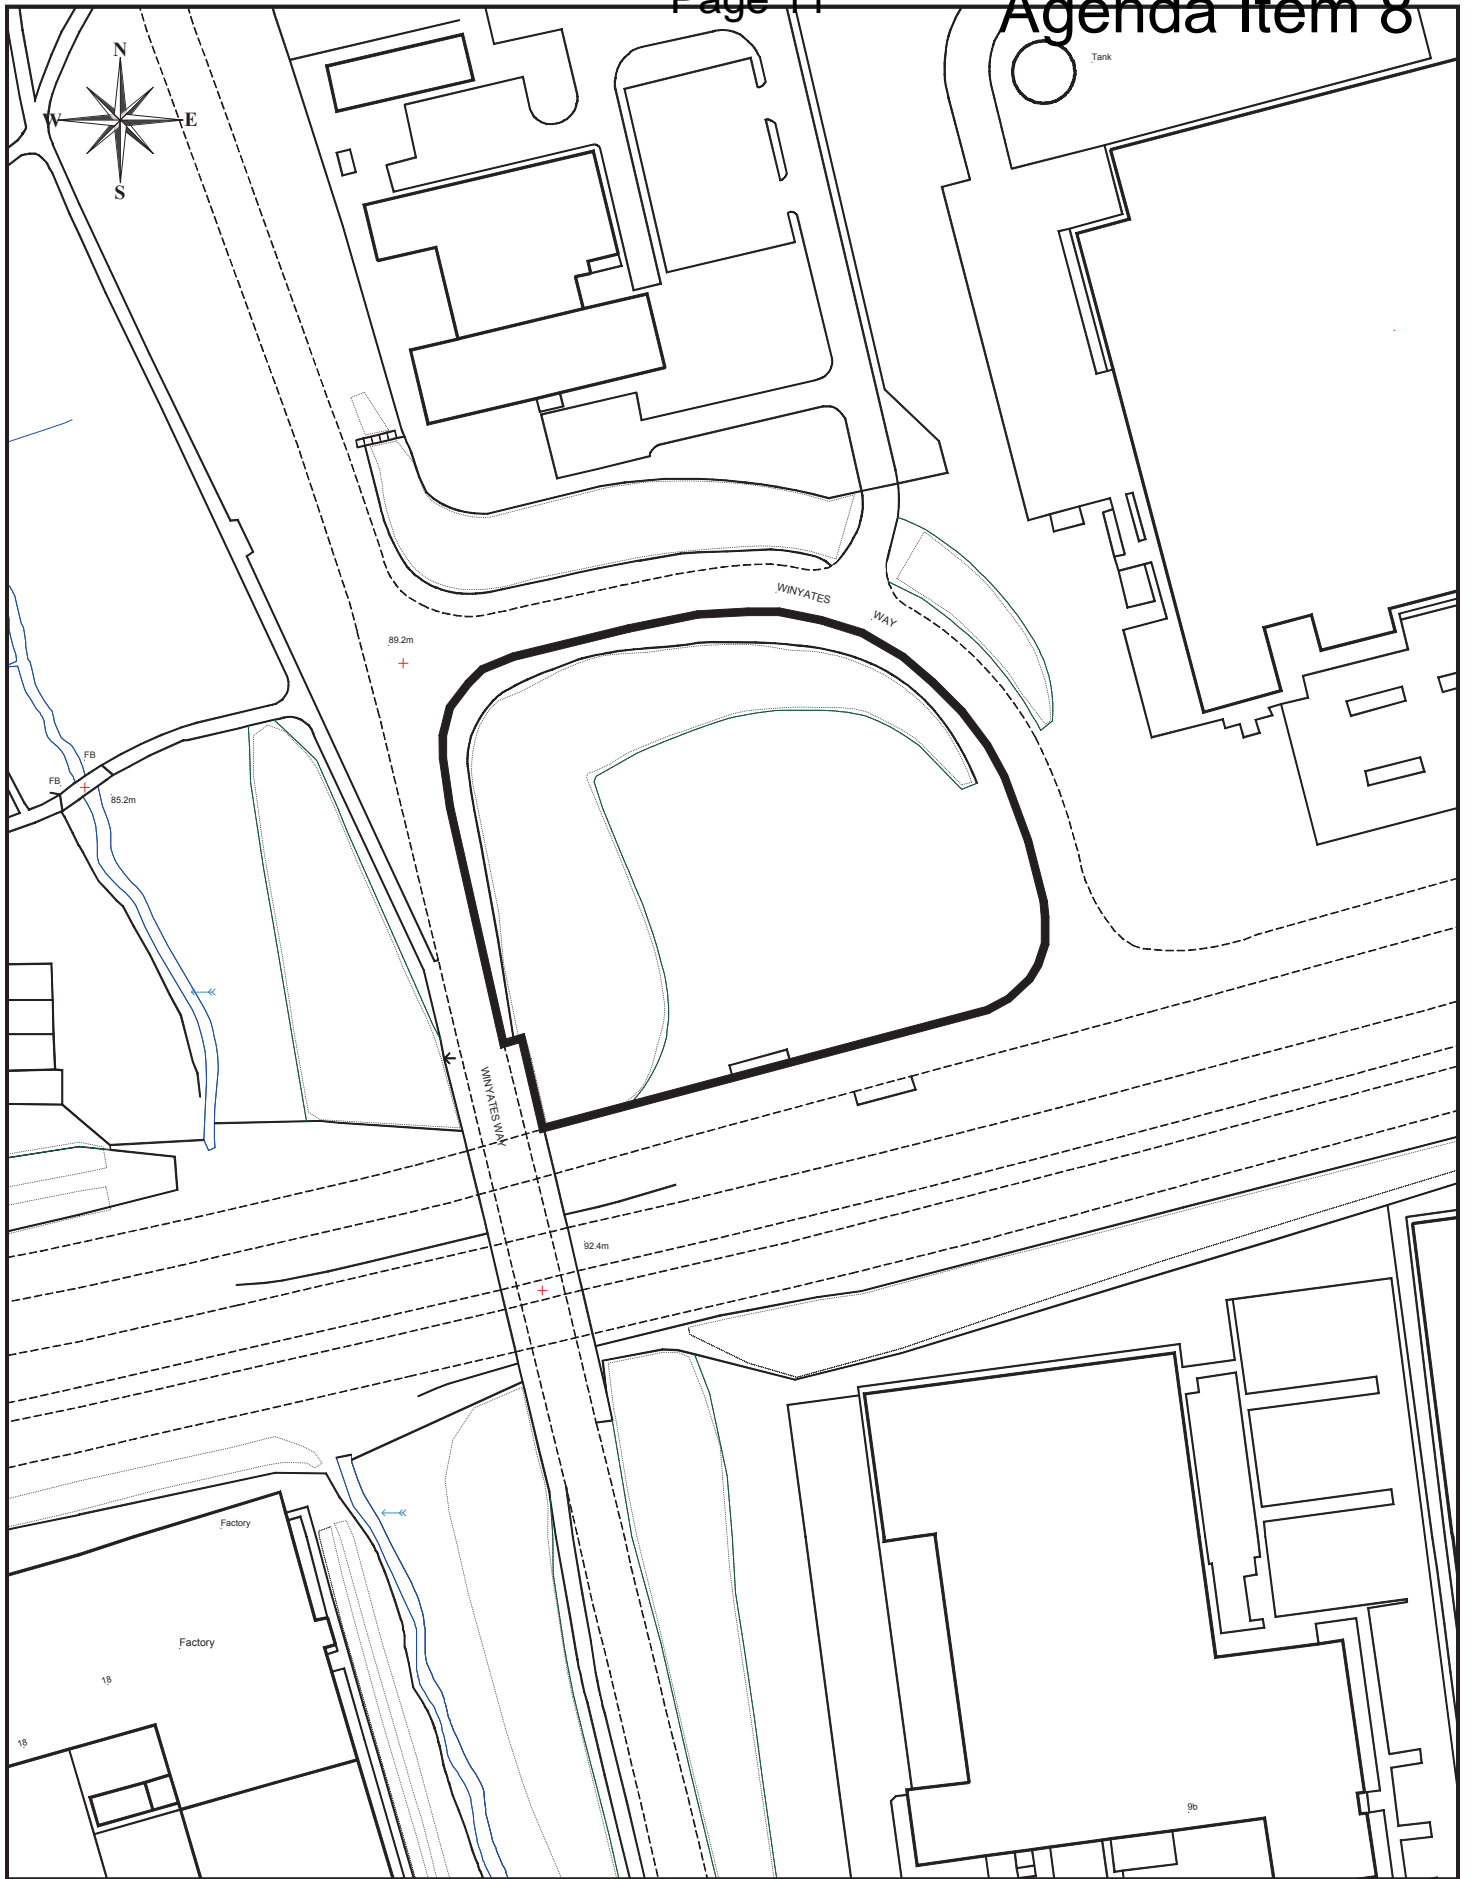 Page 11
Agenda Item 8
N
W
E
S
Tank
WINYATES
WAY
89.2m
FB
FB
85.2m
WINYATES WAY
92.4m
Factory
Factory
18
18
9b